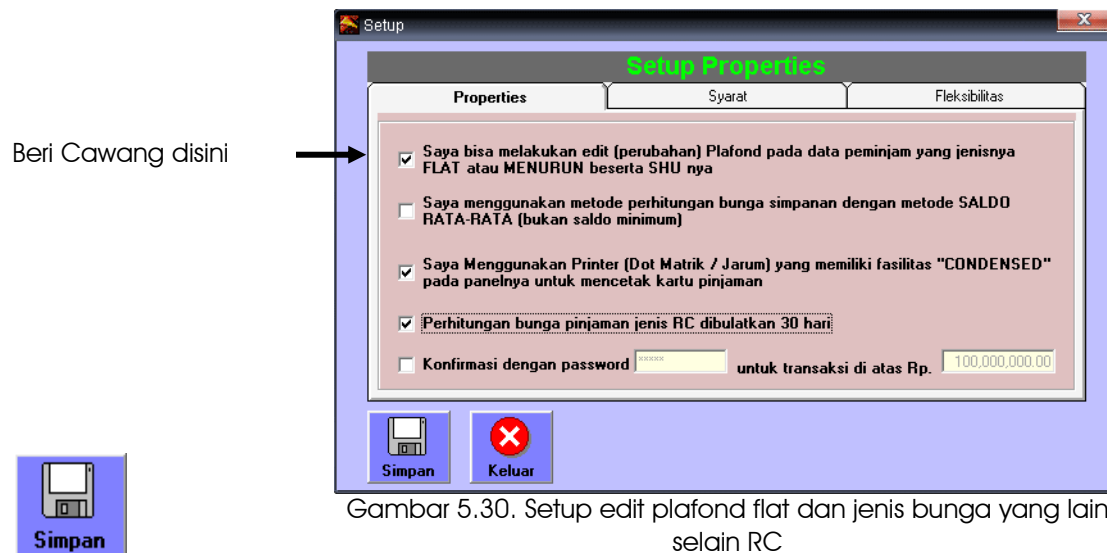 Setup
Setup Properties
Properties
Syarat
Fleksibilitas
Beri Cawang disini
Saya bisa melakukan edit (perubahan) Plafond pada data peminjam yang jenisnya
FLAT atau MENURUN beserta SHU nya
Saya menggunakan metode perhitungan bunga simpanan dengan metode SALDO
RATA-RATA (bukan saldo minimum)
Saya Menggunakan Printer (Dot Matrik / Jarum) yang memiliki fasilitas "CONDENSED"
pada panelnya untuk mencetak kartu pinjaman
Perhitungan bunga pinjaman jenis RC dibulatkan 30 hari
Konfirmasi dengan password ***** untuk transaksi di atas Rp. 100,000,000.00
Simpan
Keluar
Gambar 5.30. Setup edit plafond flat dan jenis bunga yang lain
selain RC
Simpan